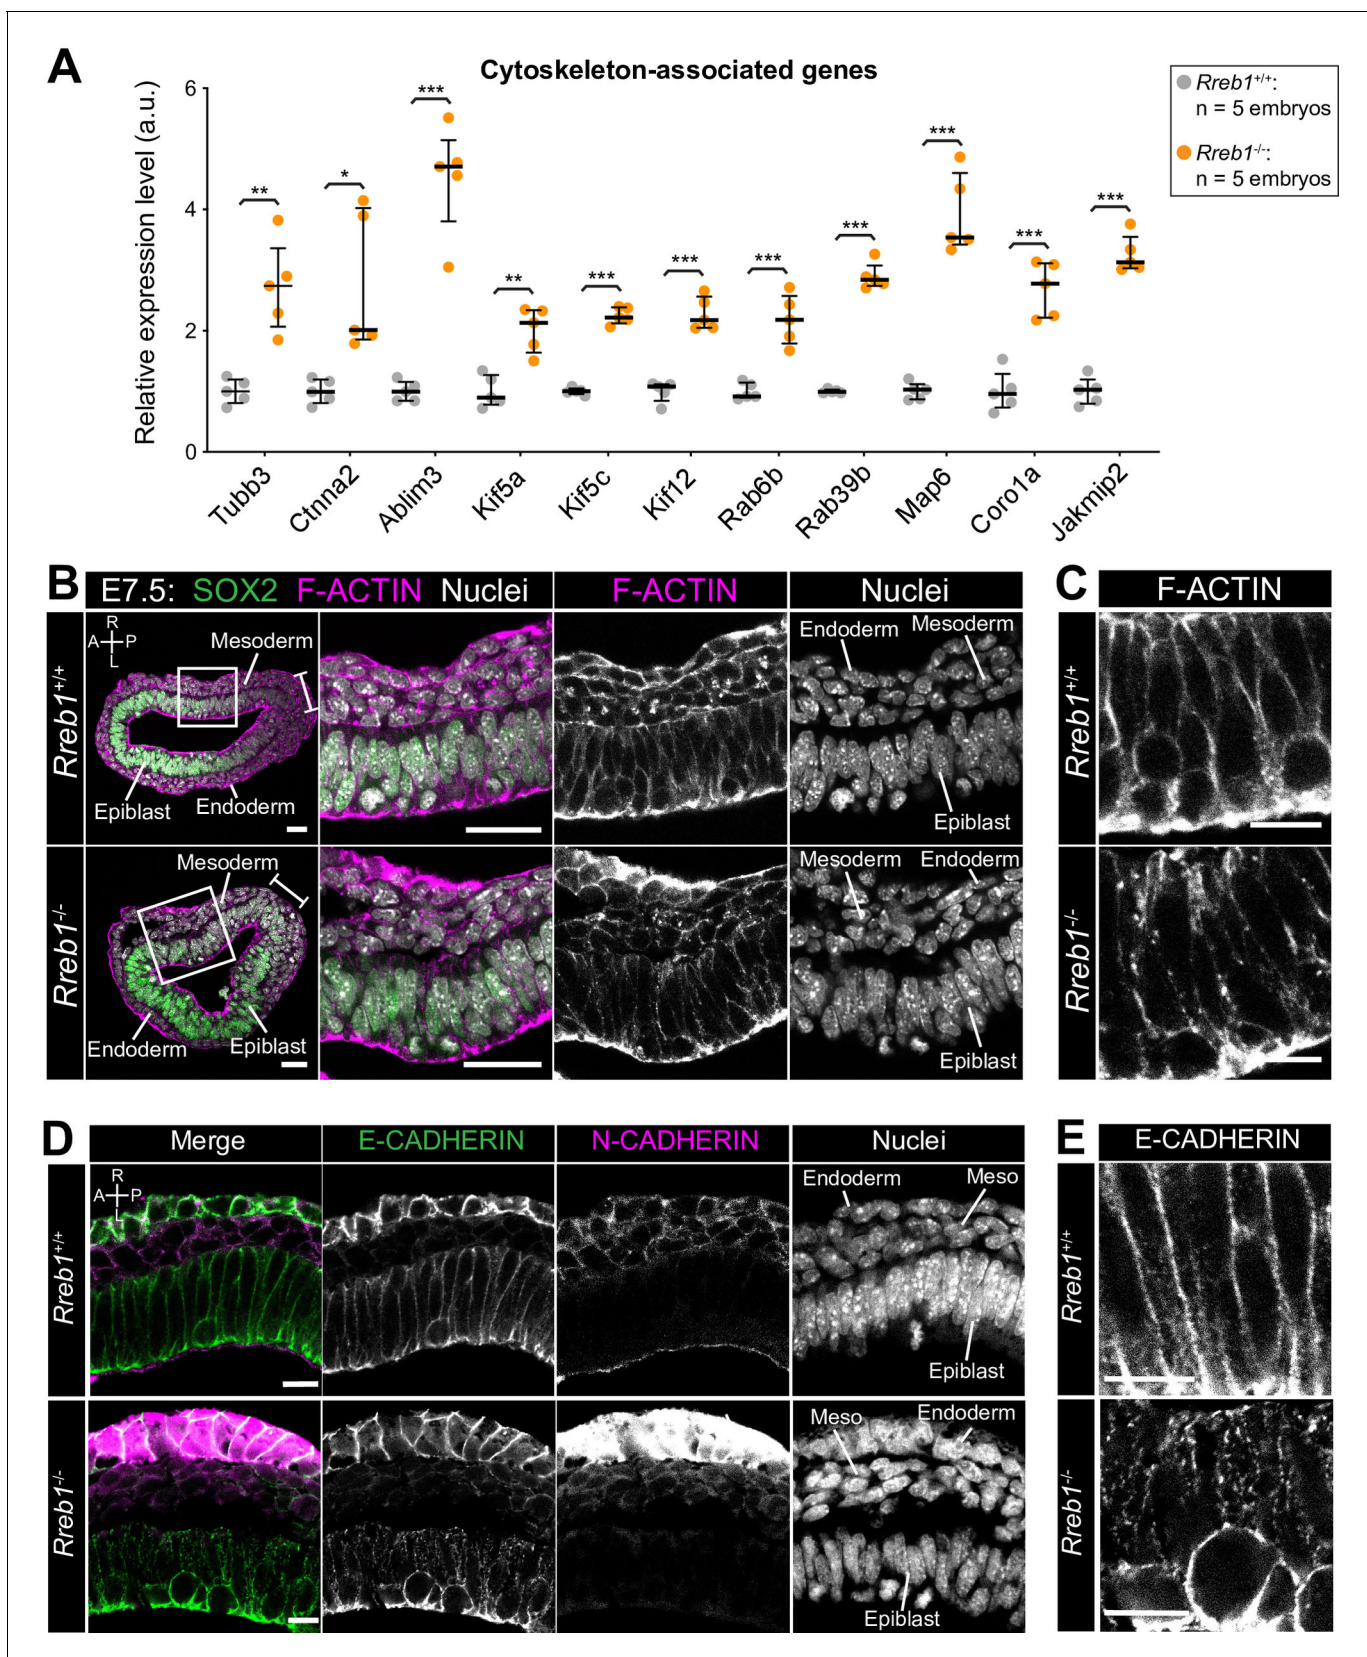 A
Cytoskeleton-associated genes
Relative expression level (a.u.)
6
4
2
0
** * *** ** *** *** *** *** *** *** ***
Tubb3 Ctnna2 Ablim3 Kif5a Kif5c Kif12 Rab6b Rab39b Map6 Coro1a Jakmip2
Rreb1+/+:
n = 5 embryos
Rreb1-/-:
n = 5 embryos
B
E7.5: SOX2 F-ACTIN Nuclei
F-ACTIN
Nuclei
Rreb1+/+
R
A P
L
Mesoderm
Epiblast
Endoderm
Endoderm
Mesoderm
Epiblast
Rreb1-/-
Mesoderm
Endoderm
Epiblast
Mesoderm
Endoderm
Epiblast
C
F-ACTIN
Rreb1+/+
Rreb1-/-
D
Merge
E-CADHERIN
N-CADHERIN
Nuclei
Rreb1+/+
R
A P
L
Endoderm
Meso
Epiblast
Rreb1-/-
Meso
Endoderm
Epiblast
E
E-CADHERIN
Rreb1+/+
Rreb1-/-